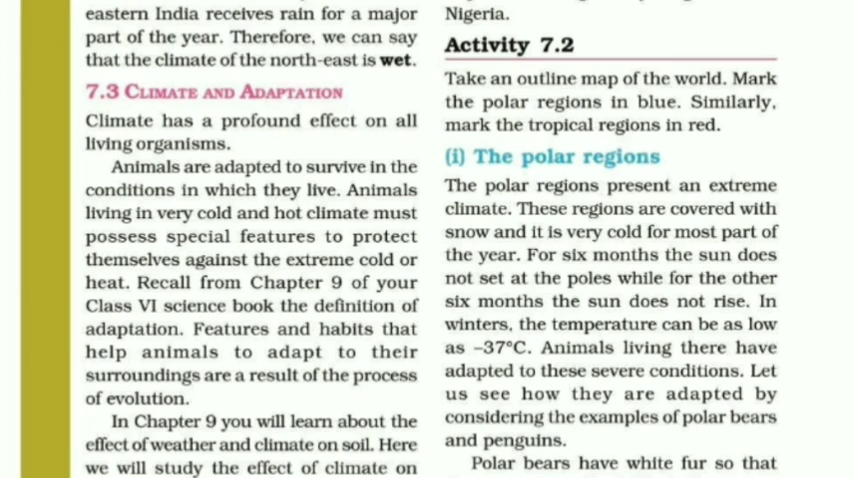 eastern India receives rain for a major
part of the year. Therefore, we can say
that the climate of the north-east is wet.
7.3 CLIMATE AND ADAPTATION
Climate has a profound effect on all
living organisms.
Animals are adapted to survive in the
conditions in which they live. Animals
living in very cold and hot climate must
possess special features to protect
themselves against the extreme cold or
heat. Recall from Chapter 9 of your
Class VI science book the definition of
adaptation. Features and habits that
help animals to adapt to their
surroundings are a result of the process
of evolution.
In Chapter 9 you will learn about the
effect of weather and climate on soil. Here
we will study the effect of climate on
Nigeria.
Activity 7.2
Take an outline map of the world. Mark
the polar regions in blue. Similarly,
mark the tropical regions in red.
(i) The polar regions
The polar regions present an extreme
climate. These regions are covered with
snow and it is very cold for most part of
the year. For six months the sun does
not set at the poles while for the other
six months the sun does not rise. In
winters, the temperature can be as low
as –37°C. Animals living there have
adapted to these severe conditions. Let
us see how they are adapted by
considering the examples of polar bears
and penguins.
Polar bears have white fur so that